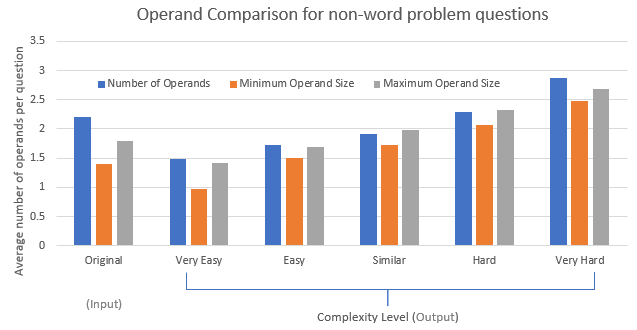 Operand Comparison for non-word problem questions
Average number of operands per question
3.5
3
2.5
2
1.5
1
0.5
0
Number of Operands Minimum Operand Size Maximum Operand Size
Original Very Easy Easy Similar Hard Very Hard
(Input)
Complexity Level (Output)